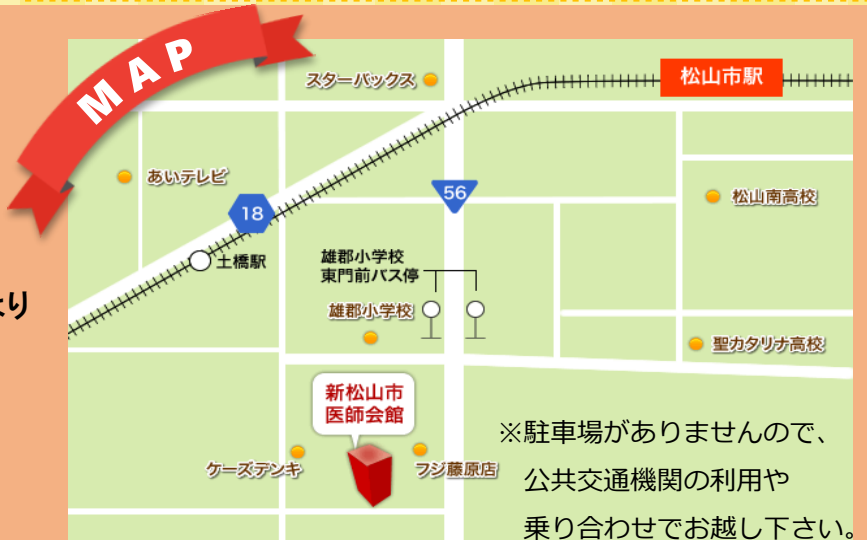 MAP
スターバックス
松山市駅
あいテレビ
18
56
松山南高校
土橋駅
雄郡小学校
東門前バス停
雄郡小学校
より
聖カタリナ高校
新松山市
医師会館
ケーズデンキ
フジ藤原店
※駐車場がありませんので、
公共交通機関の利用や
乗り合わせでお越し下さい。